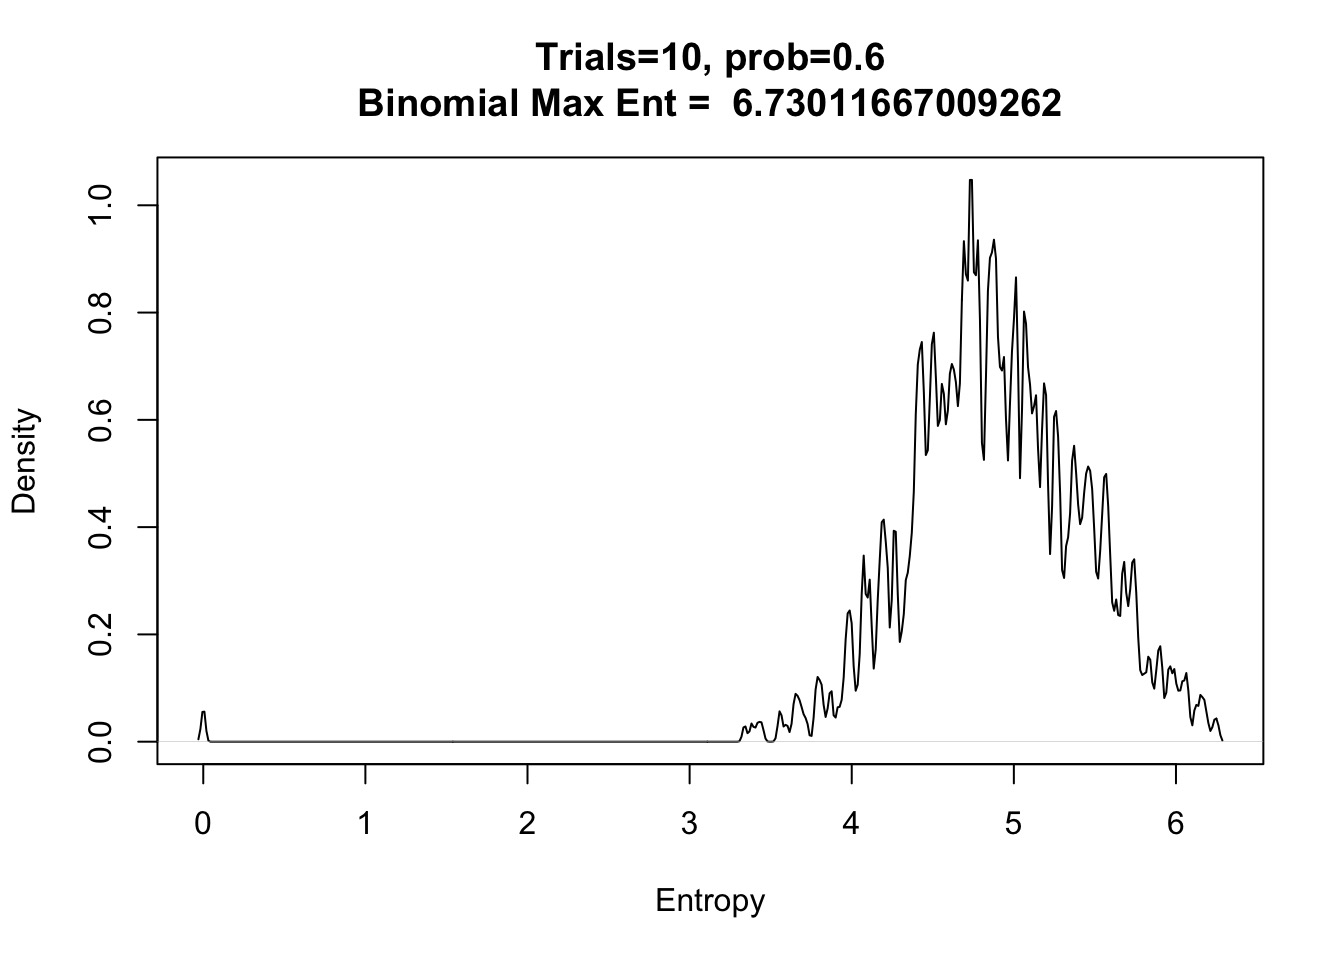 Trials=10, prob=0.6
Binomial Max Ent =  6.73011667009262
Density
1.0
0.8
0.6
0.4
0.2
0.0
0 1 2 3 4 5 6
Entropy